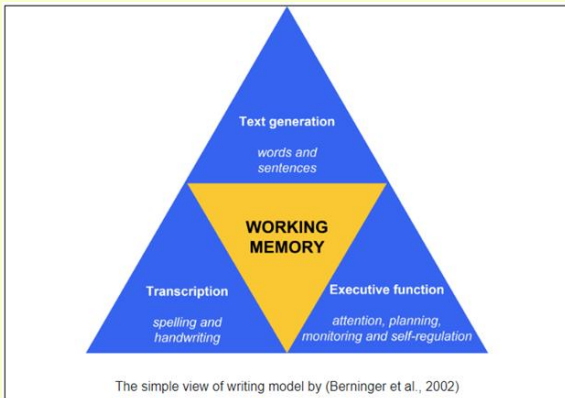 Text generation
words and
sentences
WORKING
MEMORY
Transcription
spelling and
handwriting
Executive function
attention, planning,
monitoring and self-regulation
The simple view of writing model by (Berninger et al., 2002)